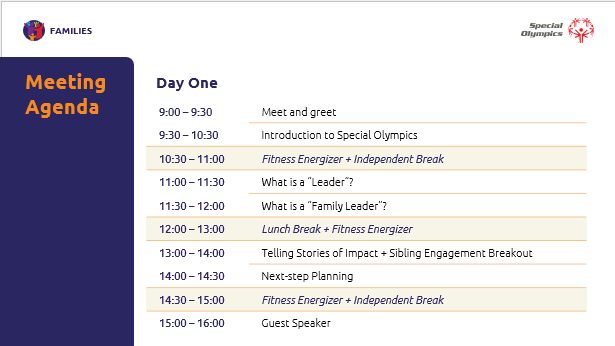 FAMILIES
Special
Olympics
Meeting
Agenda
Day One
9:00 – 9:30 Meet and greet
9:30 – 10:30 Introduction to Special Olympics
10:30 – 11:00 Fitness Energizer + Independent Break
11:00 – 11:30 What is a “Leader”?
11:30 – 12:00 What is a “Family Leader”?
12:00 – 13:00 Lunch Break + Fitness Energizer
13:00 – 14:00 Telling Stories of Impact + Sibling Engagement Breakout
14:00 – 14:30 Next-step Planning
14:30 – 15:00 Fitness Energizer + Independent Break
15:00 – 16:00 Guest Speaker